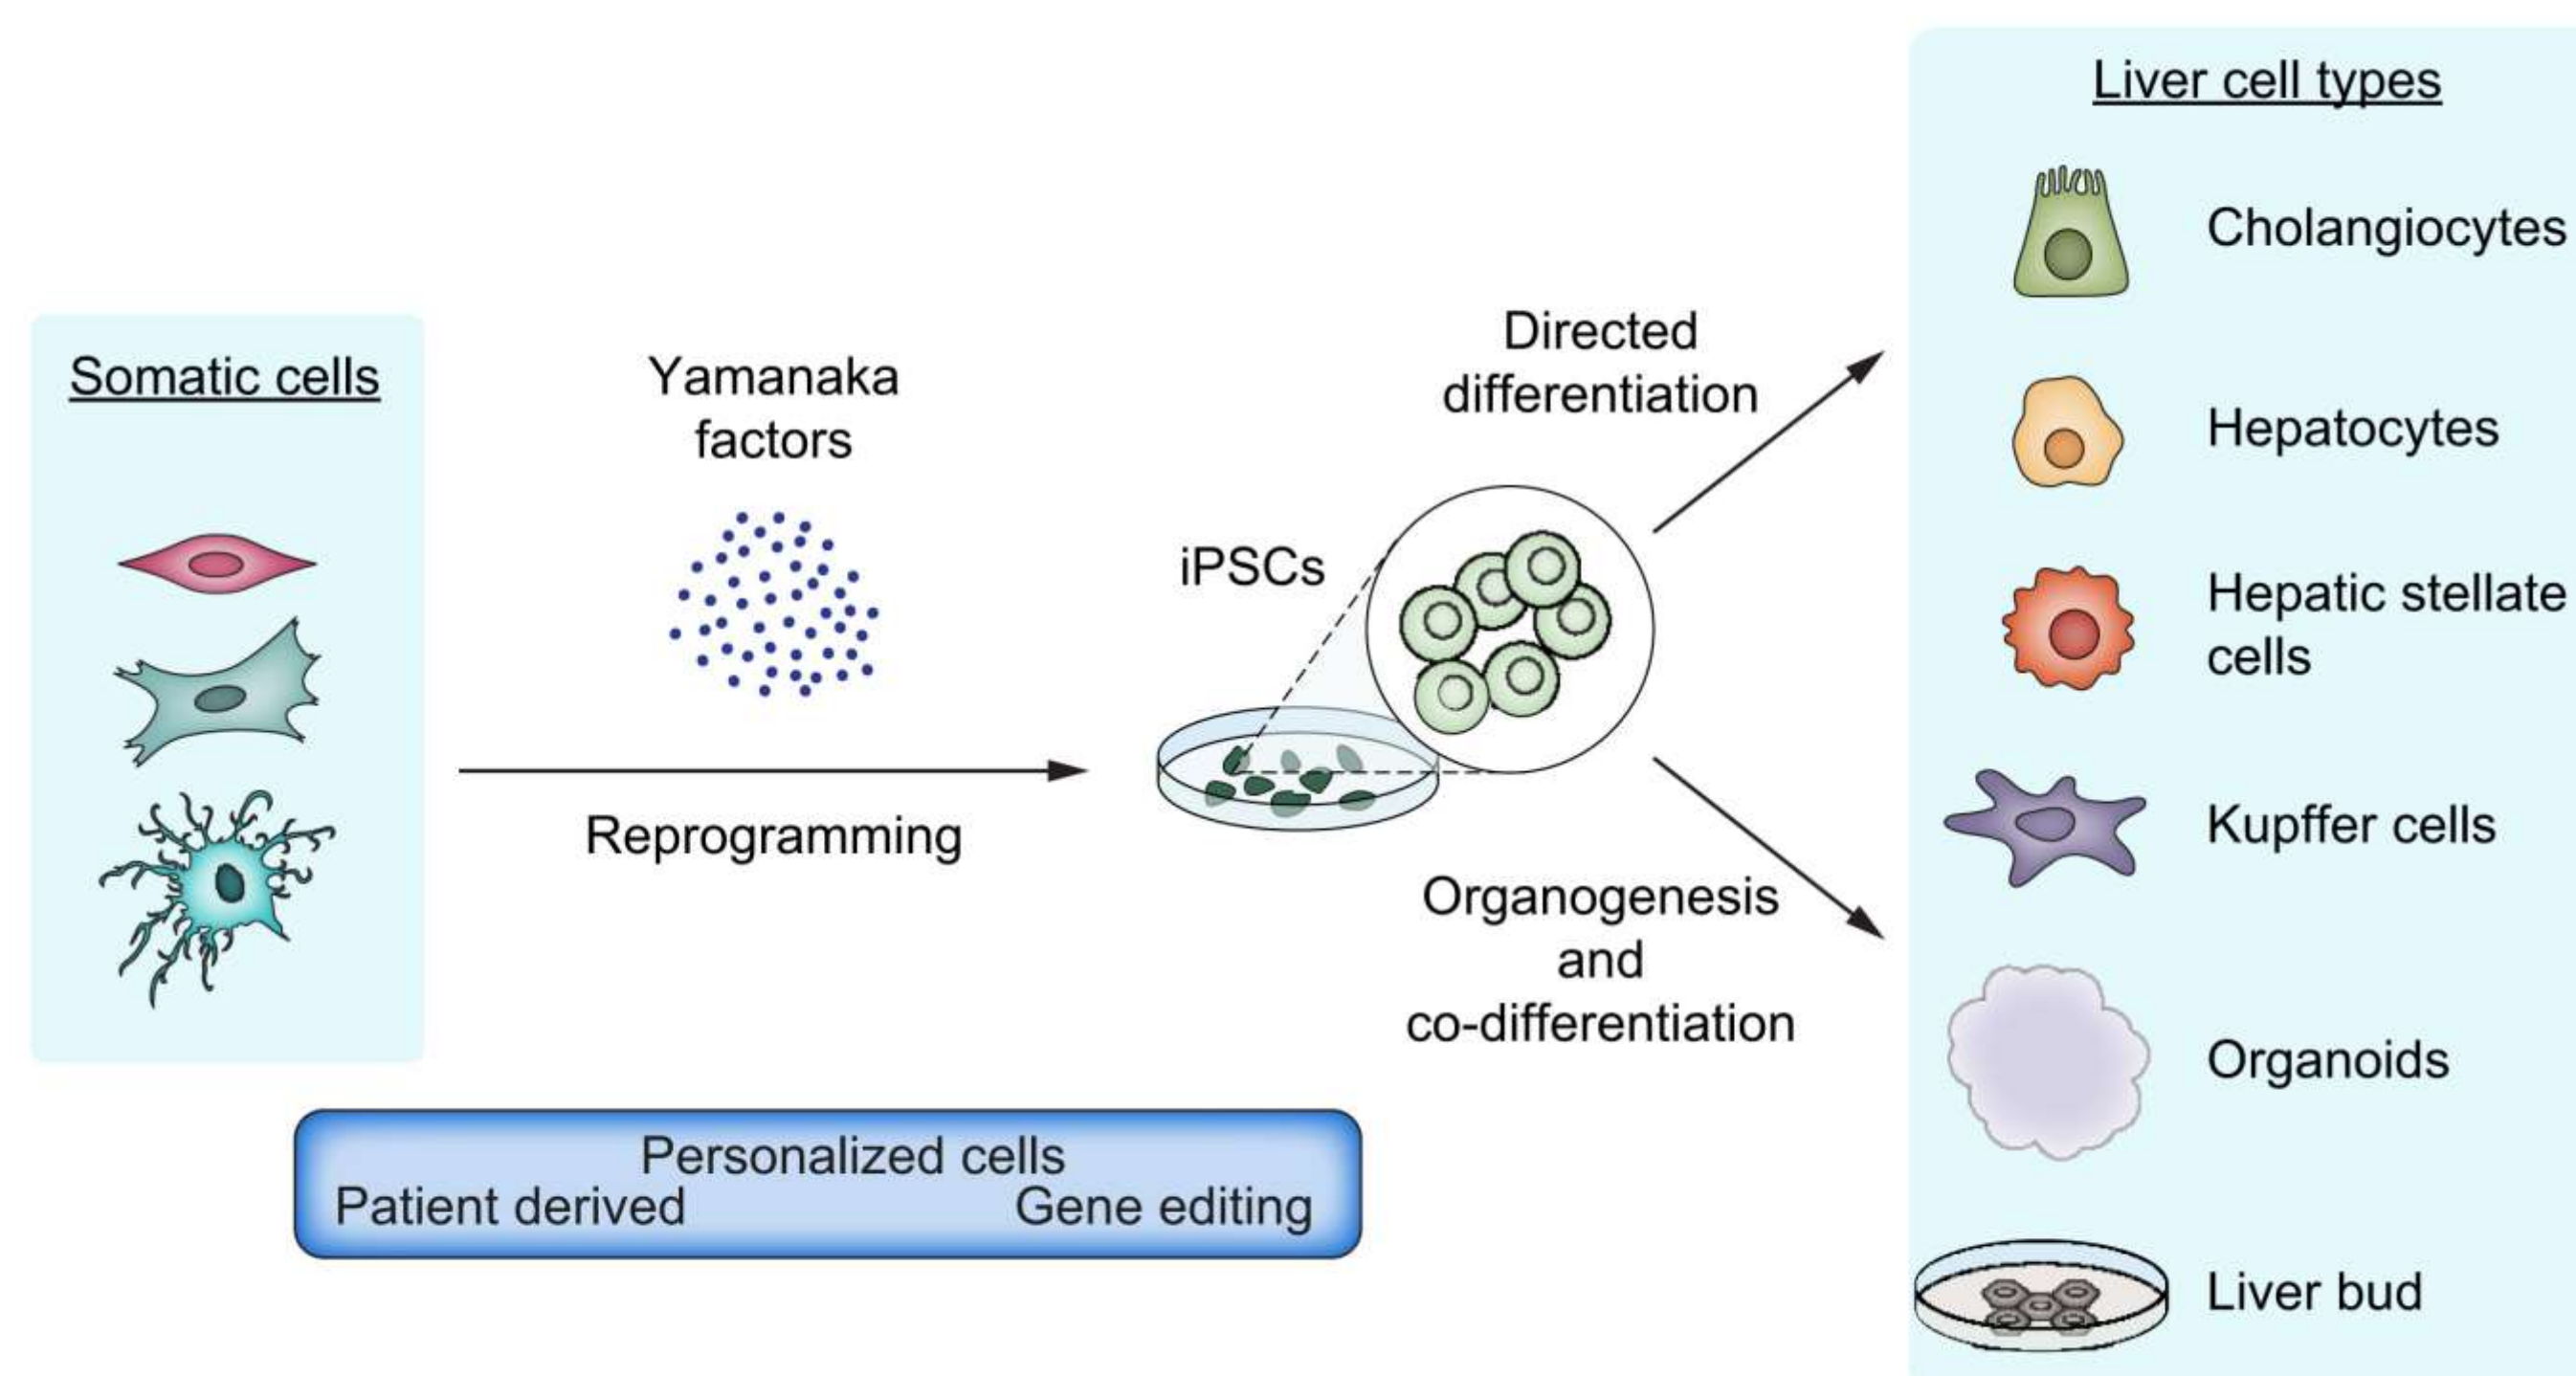 Somatic cells
Yamanaka
factors
Reprogramming
iPSCs
Directed
differentiation
Organogenesis
and
co-differentiation
Personalized cells
Patient derived
Gene editing
Liver cell types
Cholangiocytes
Hepatocytes
Hepatic stellate
cells
Kupffer cells
Organoids
Liver bud